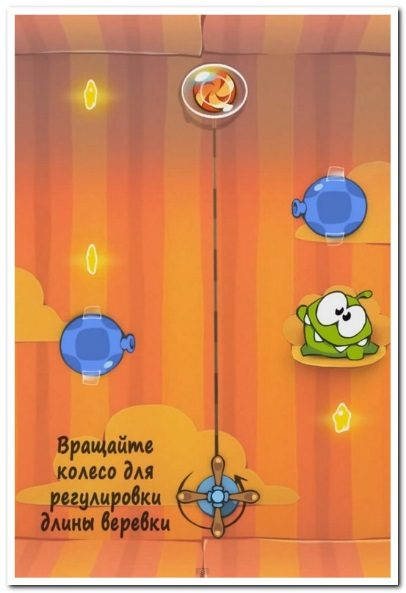 Вращайте
колесо для
регулировки
длины веревки